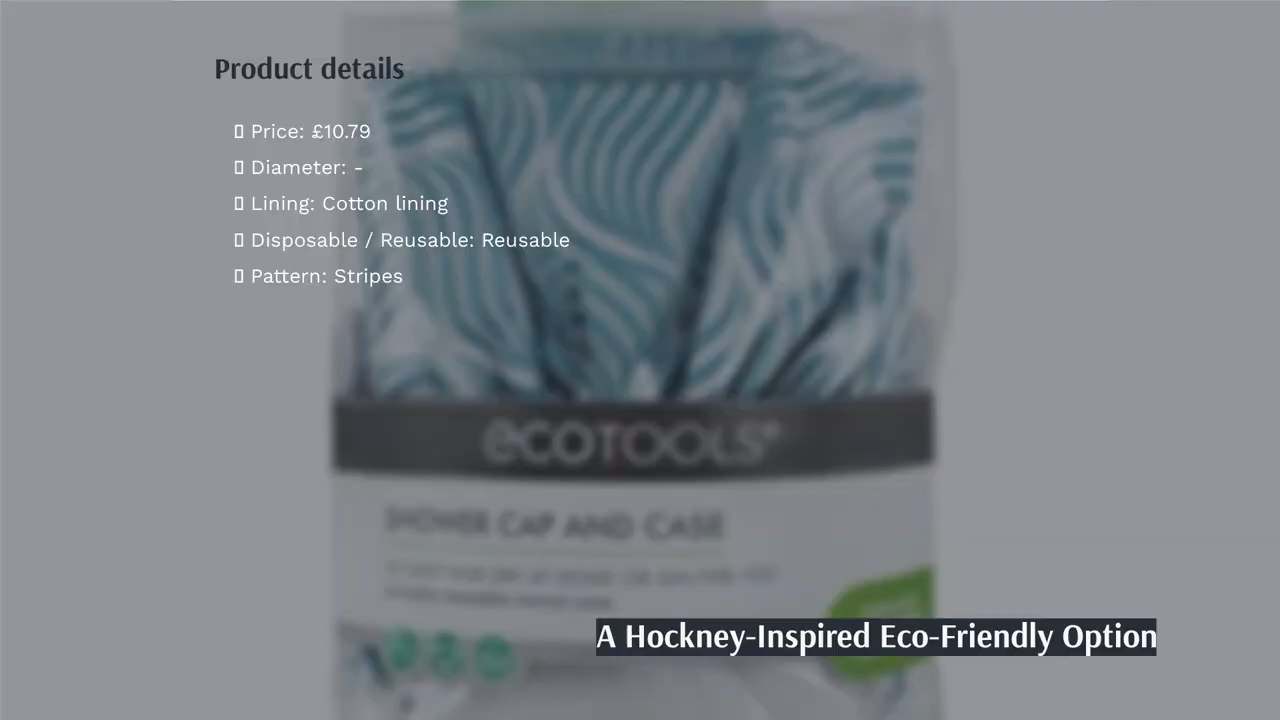 Product details
Price: £10.79
Diameter: -
Lining: Cotton lining
Disposable / Reusable: Reusable
Pattern: Stripes
ecoTOOLS®
SHOWER CAP AND CASE
A Hockney-Inspired Eco-Friendly Option